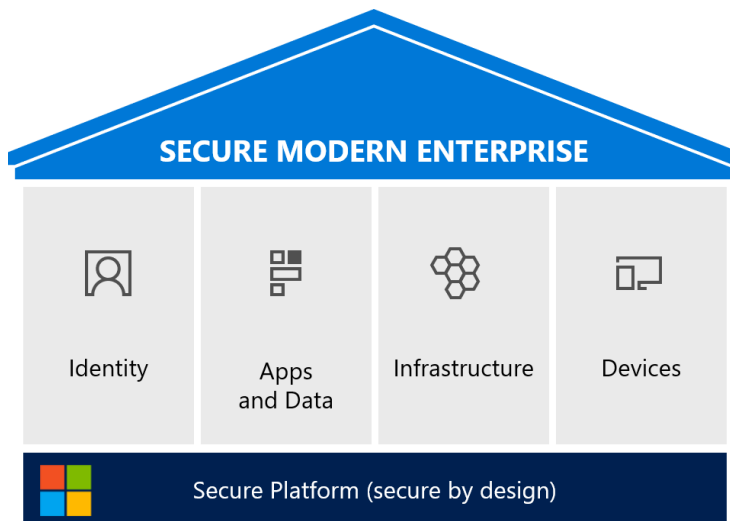 SECURE MODERN ENTERPRISE
Identity
Apps
and Data
Infrastructure
Devices
Secure Platform (secure by design)